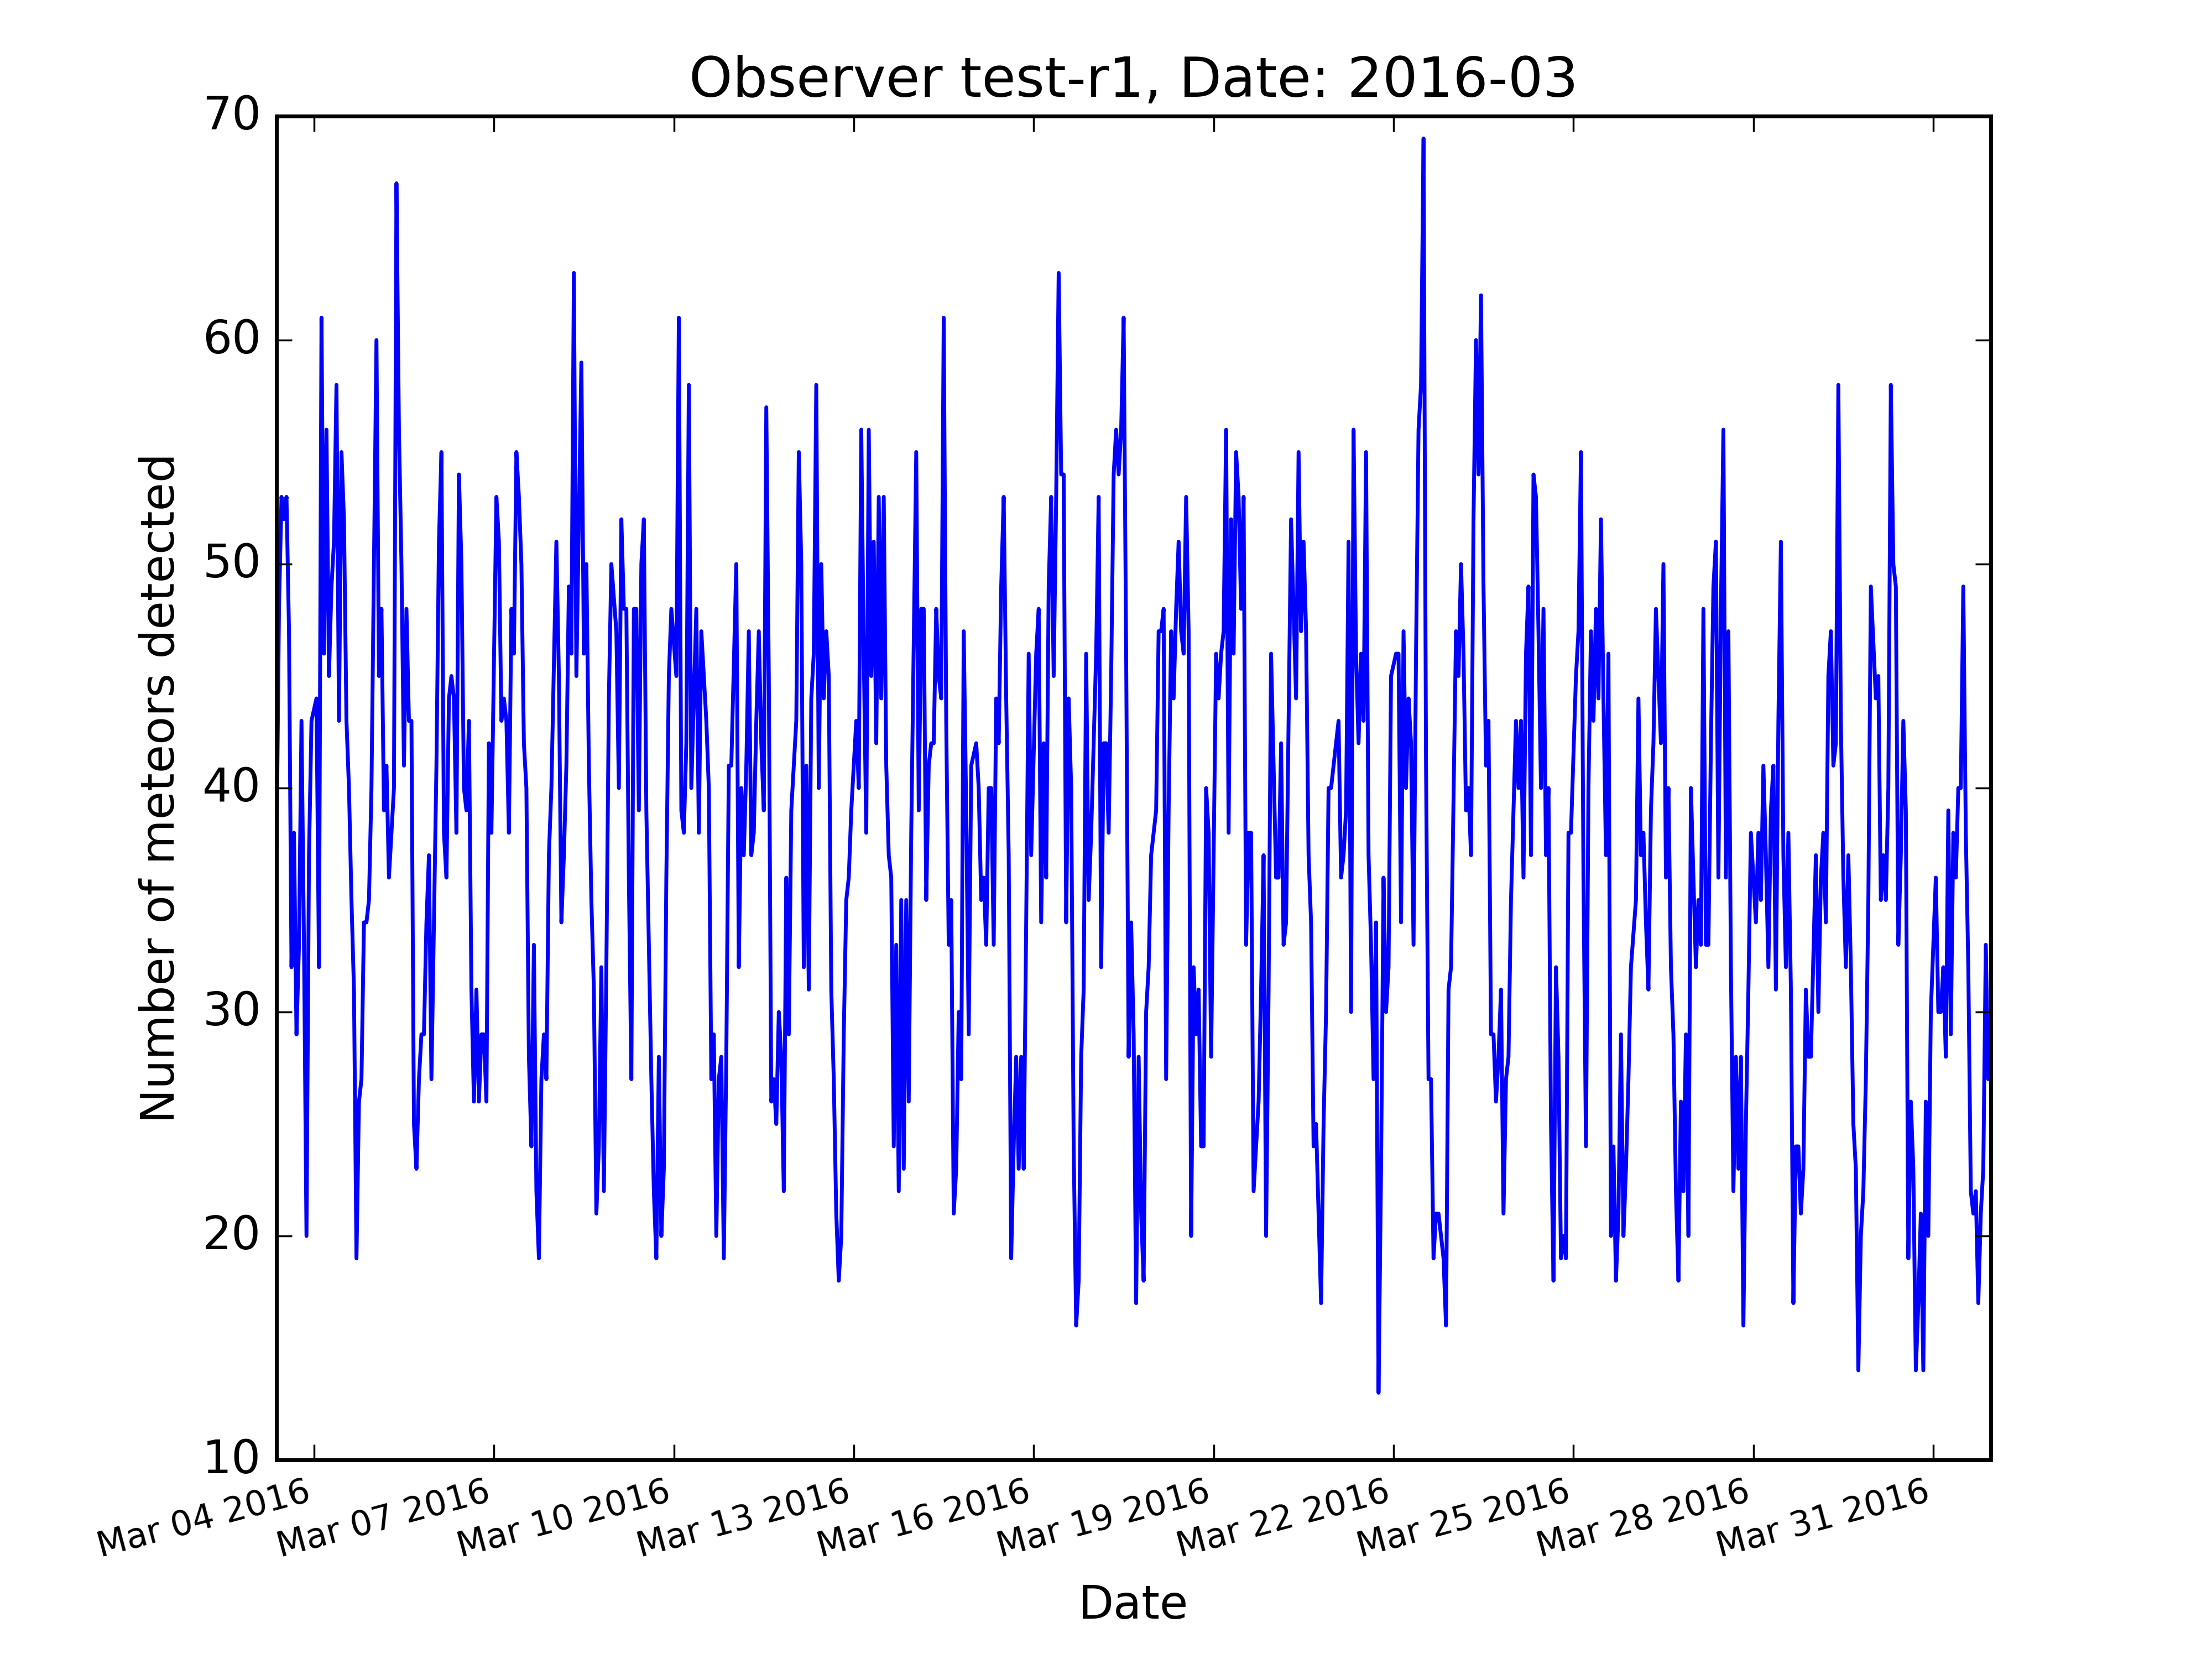 Observer test-r1, Date: 2016-03
70
60
50
40
30
20
10
Number of meteors detected
Mar 04 2016
Mar 07 2016
Mar 10 2016
Mar 13 2016
Mar 16 2016
Mar 19 2016
Mar 22 2016
Mar 25 2016
Mar 28 2016
Mar 31 2016
Date